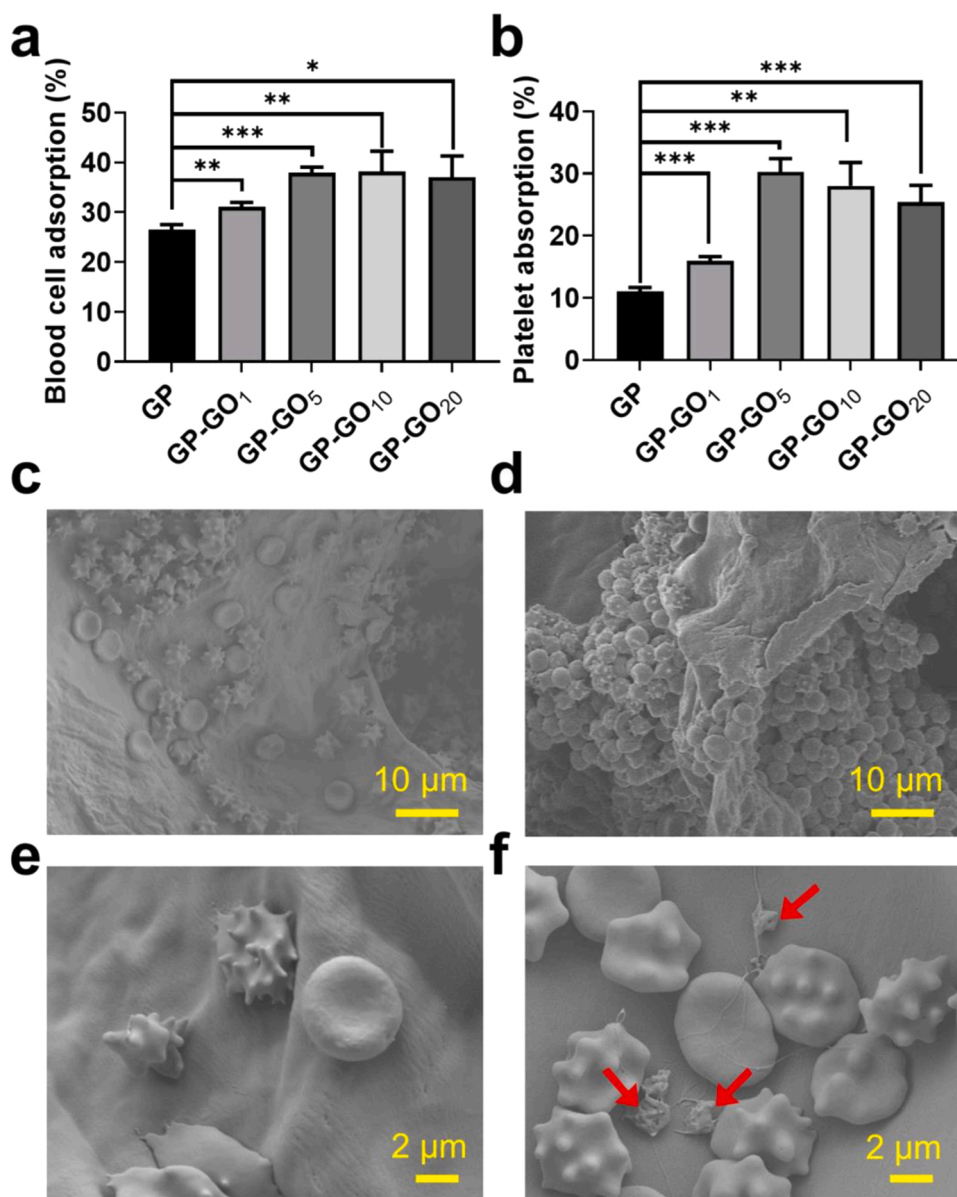 a
Blood cell adsorption (%)
50
40
30
20
10
0
**
***
**
*
GP
GP-GO₁
GP-GO₅
GP-GO₁₀
GP-GO₂₀
b
Platelet absorption (%)
40
30
20
10
0
***
***
**
***
GP
GP-GO₁
GP-GO₅
GP-GO₁₀
GP-GO₂₀
c
10 μm
d
10 μm
e
2 μm
f
2 μm